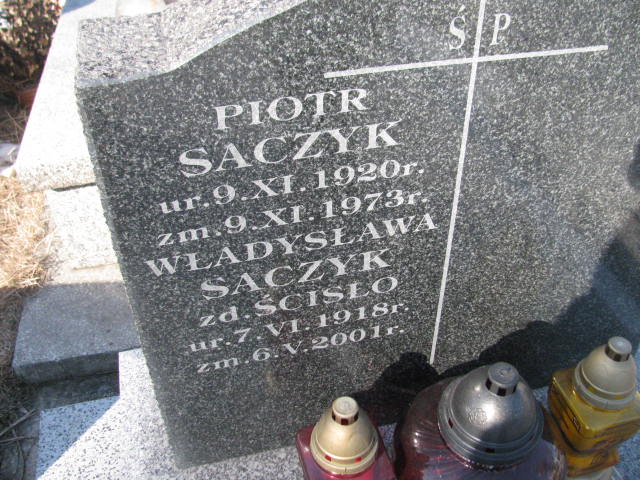 Ś P
PIOTR
SACZYK
ur. 9. XI. 1920r.
zm. 9. XI. 1973r.
WŁADYSŁAWA
SACZYK
zd. ŚCISŁO
ur. 7. VI. 1918r.
zm. 6. V. 2001r.